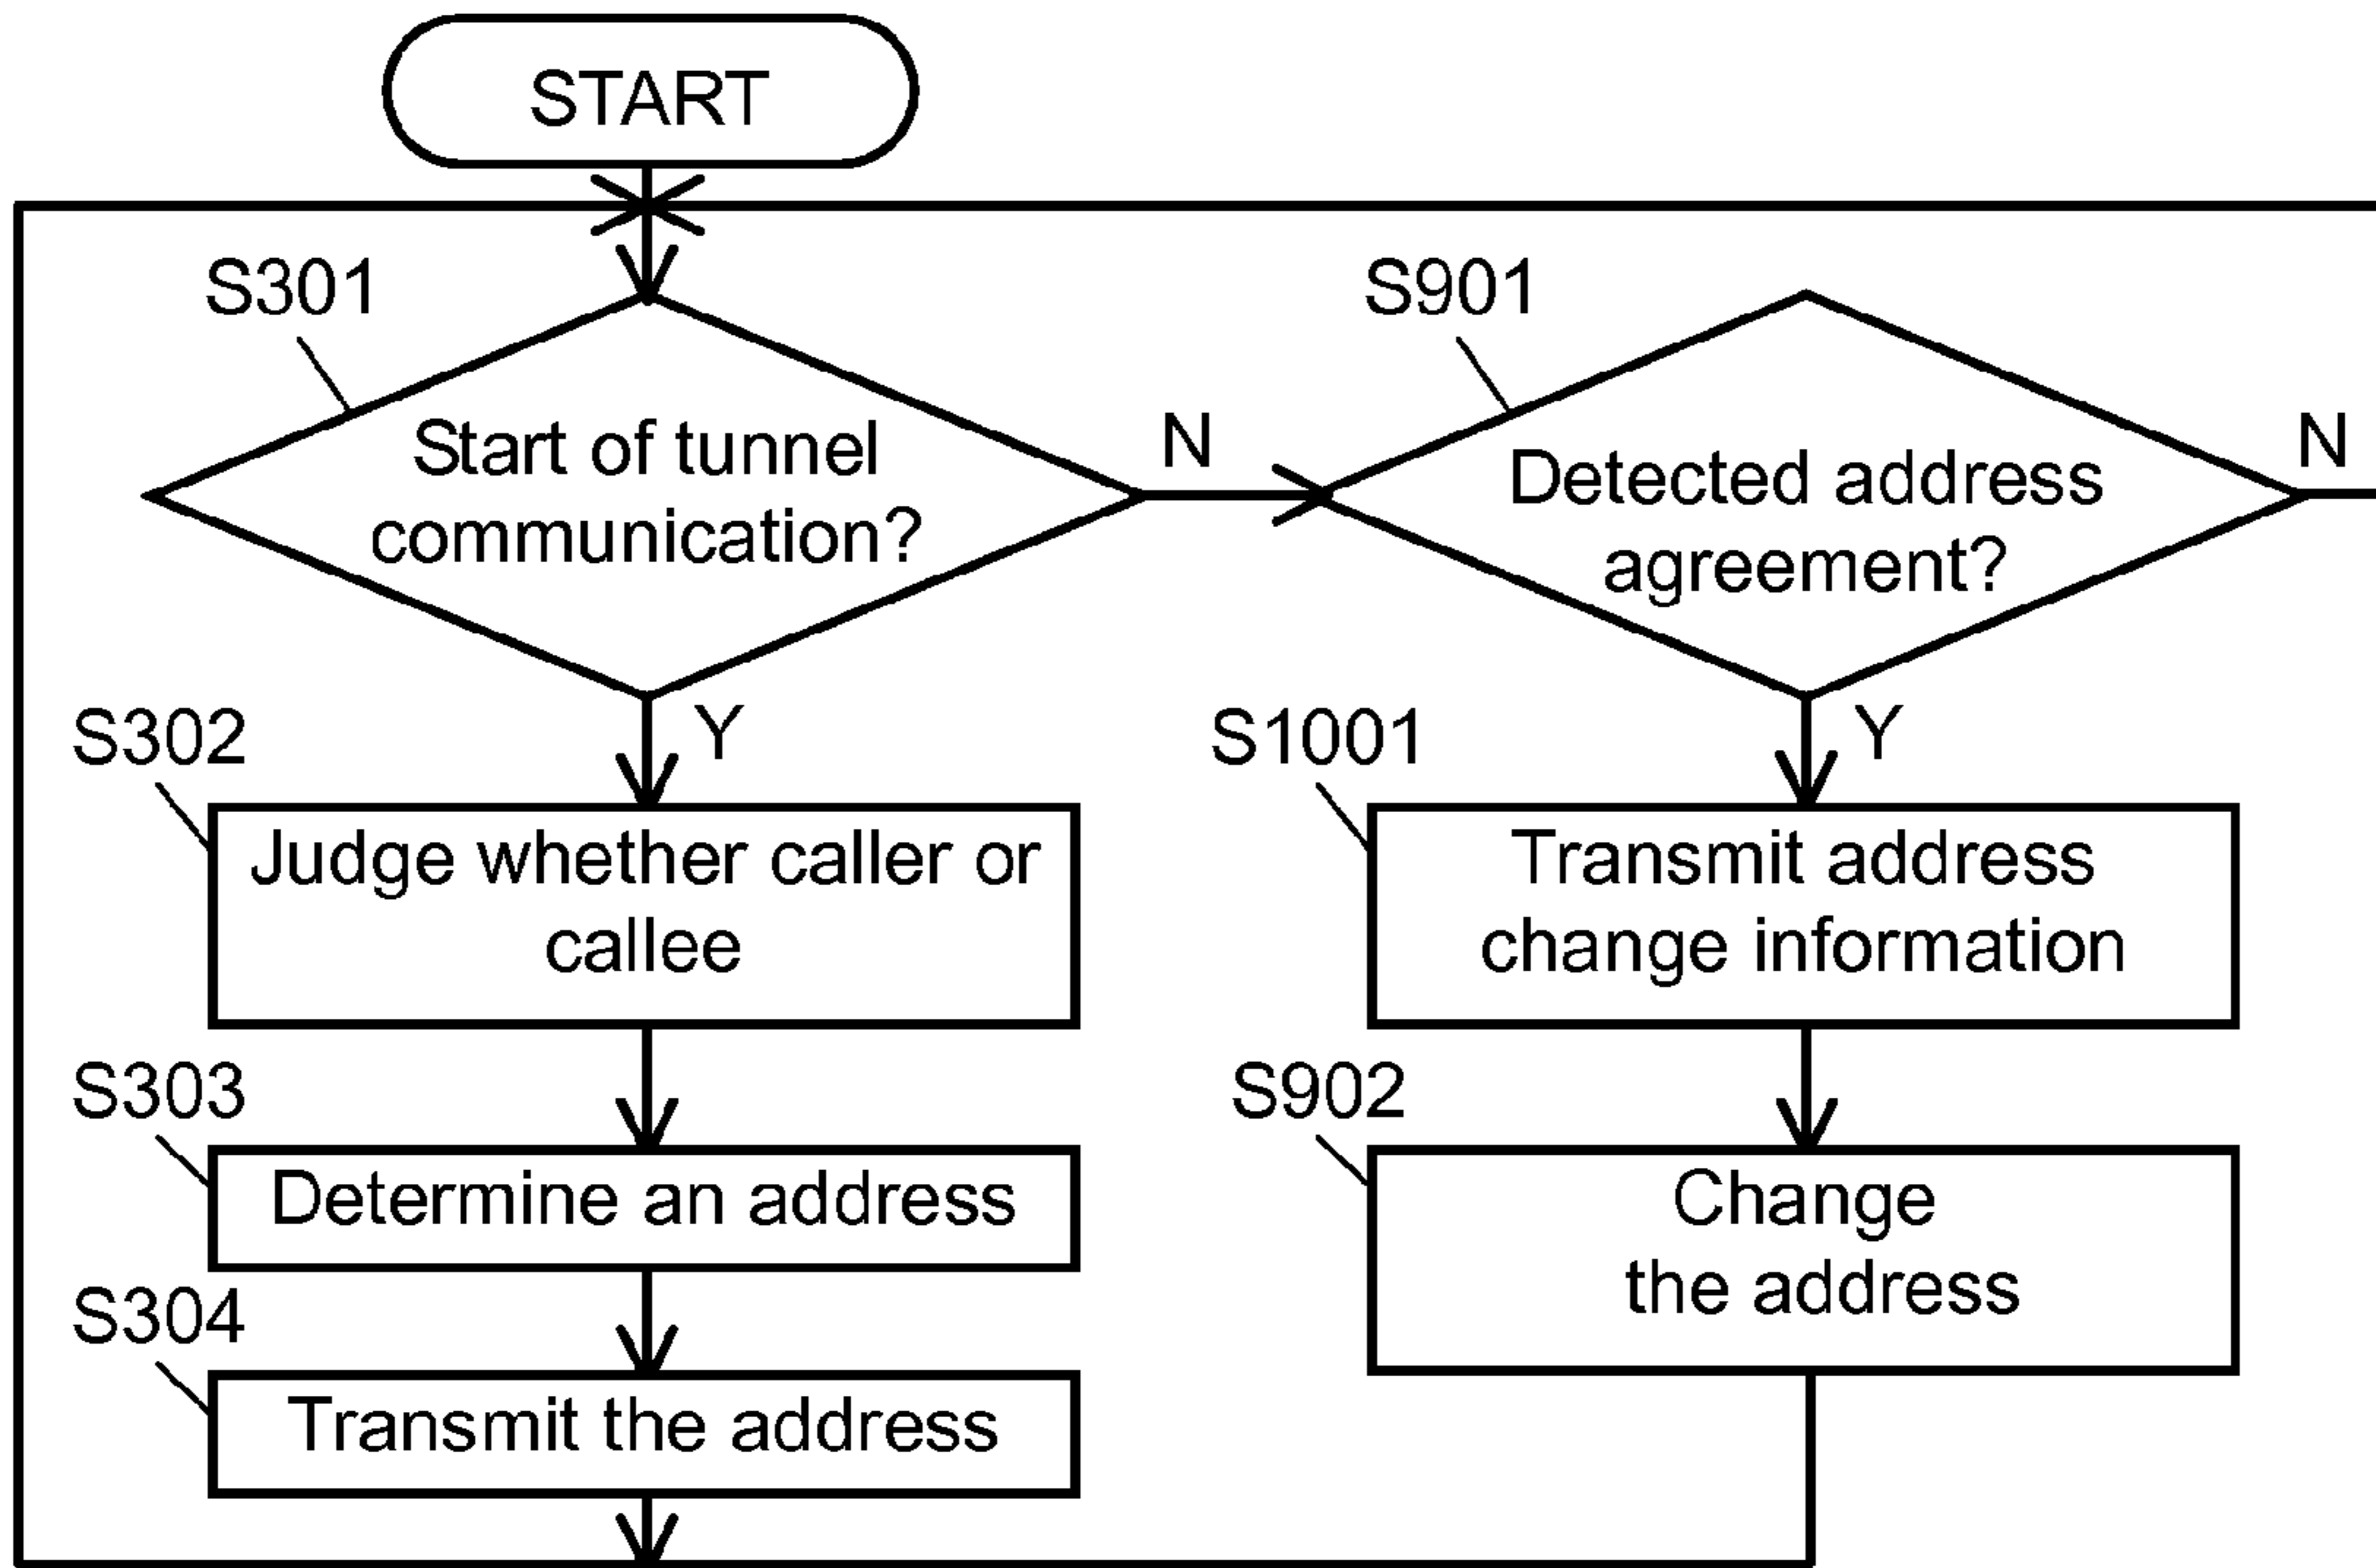 START
S301
Start of tunnel
communication?
N
S901
Detected address
agreement?
N
Y
S302
Judge whether caller or
callee
S303
Determine an address
S304
Transmit the address
Y
S1001
Transmit address
change information
S902
Change
the address